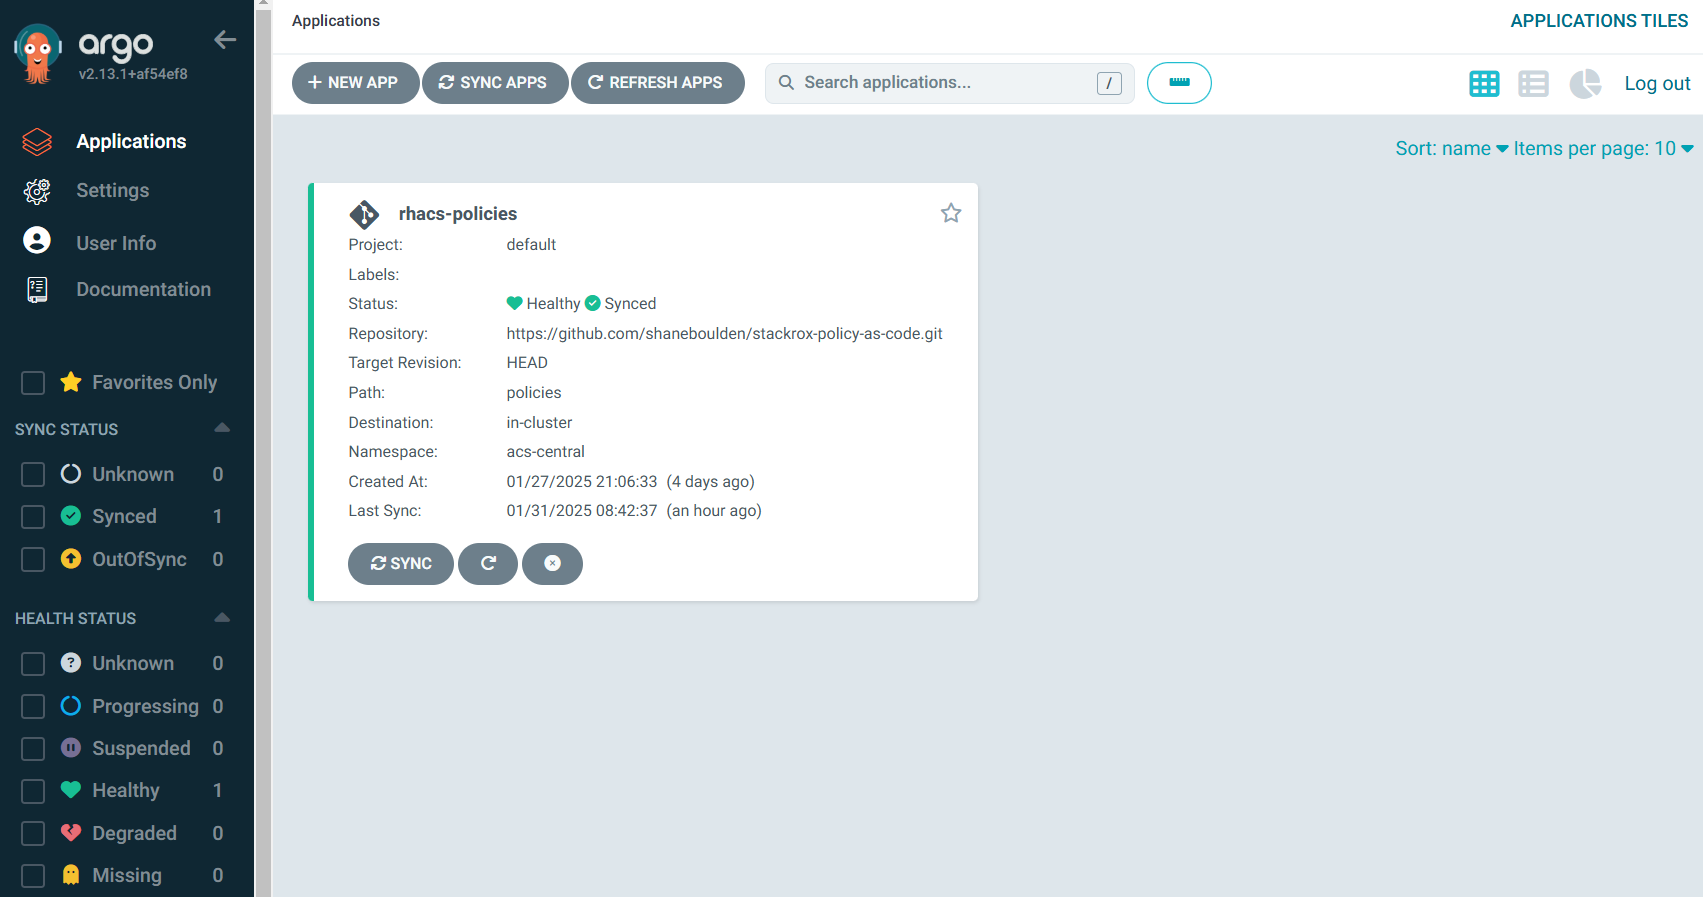 argo
v2.13.1+af54ef8
Applications
Settings
User Info
Documentation
Favorites Only
SYNC STATUS
Unknown 0
Synced 1
OutOfSync 0
HEALTH STATUS
Unknown 0
Progressing 0
Suspended 0
Healthy 1
Degraded 0
Missing 0
Applications
APPLICATIONS TILES
+ NEW APP
SYNC APPS
REFRESH APPS
Search applications...
/
Log out
Sort: name
Items per page: 10
rhacs-policies
Project: default
Labels:
Status: Healthy Synced
Repository: https://github.com/shaneboulden/stackrox-policy-as-code.git
Target Revision: HEAD
Path: policies
Destination: in-cluster
Namespace: acs-central
Created At: 01/27/2025 21:06:33 (4 days ago)
Last Sync: 01/31/2025 08:42:37 (an hour ago)
SYNC